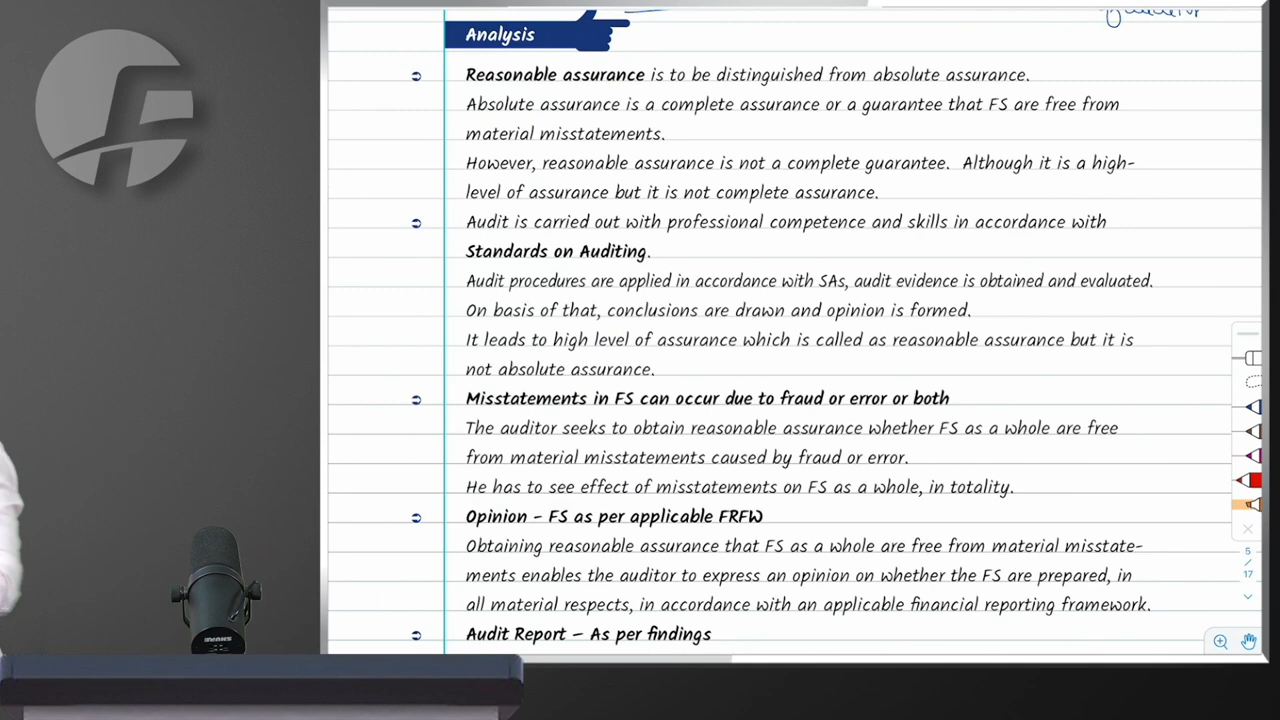 Analysis
Reasonable assurance is to be distinguished from absolute assurance.
Absolute assurance is a complete assurance or a guarantee that FS are free from
material misstatements.
However, reasonable assurance is not a complete guarantee. Although it is a high-
level of assurance but it is not complete assurance.
Audit is carried out with professional competence and skills in accordance with
Standards on Auditing.
Audit procedures are applied in accordance with SAs, audit evidence is obtained and evaluated.
On basis of that, conclusions are drawn and opinion is formed.
It leads to high level of assurance which is called as reasonable assurance but it is
not absolute assurance.
Misstatements in FS can occur due to fraud or error or both
The auditor seeks to obtain reasonable assurance whether FS as a whole are free
from material misstatements caused by fraud or error.
He has to see effect of misstatements on FS as a whole, in totality.
Opinion - FS as per applicable FRFW
Obtaining reasonable assurance that FS as a whole are free from material misstate-
ments enables the auditor to express an opinion on whether the FS are prepared, in
all material respects, in accordance with an applicable financial reporting framework.
Audit Report – As per findings
5
/
17